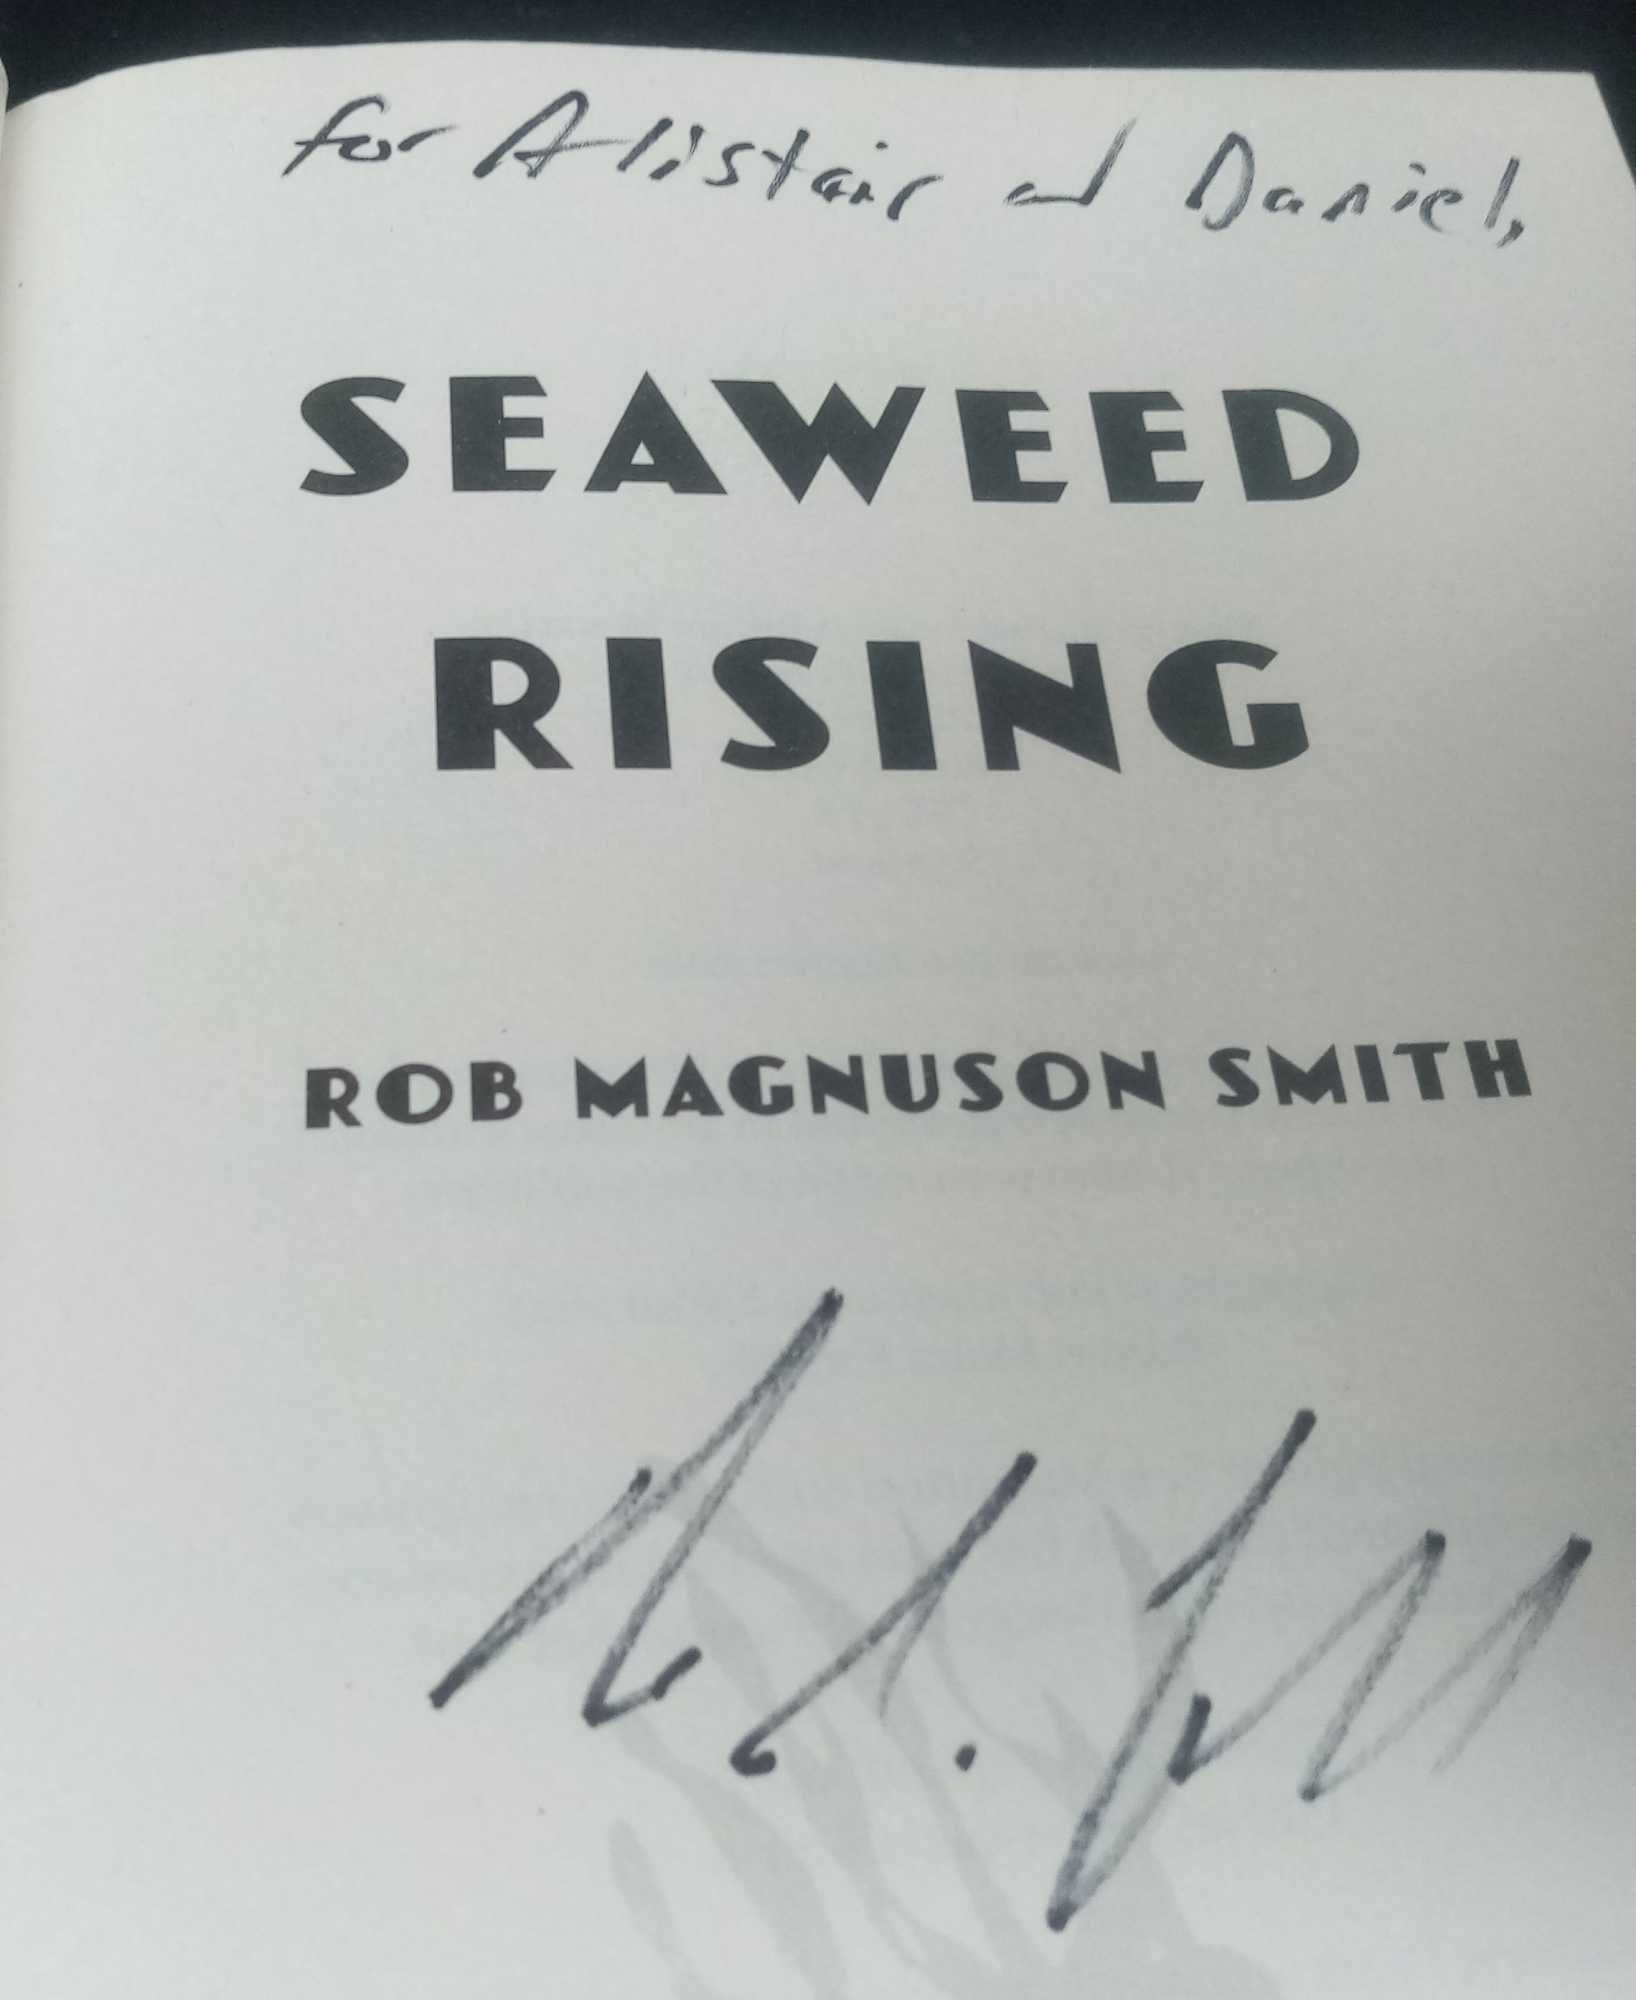 for Alistair and Daniel,
SEAWEED
RISING
ROB MAGNUSON SMITH